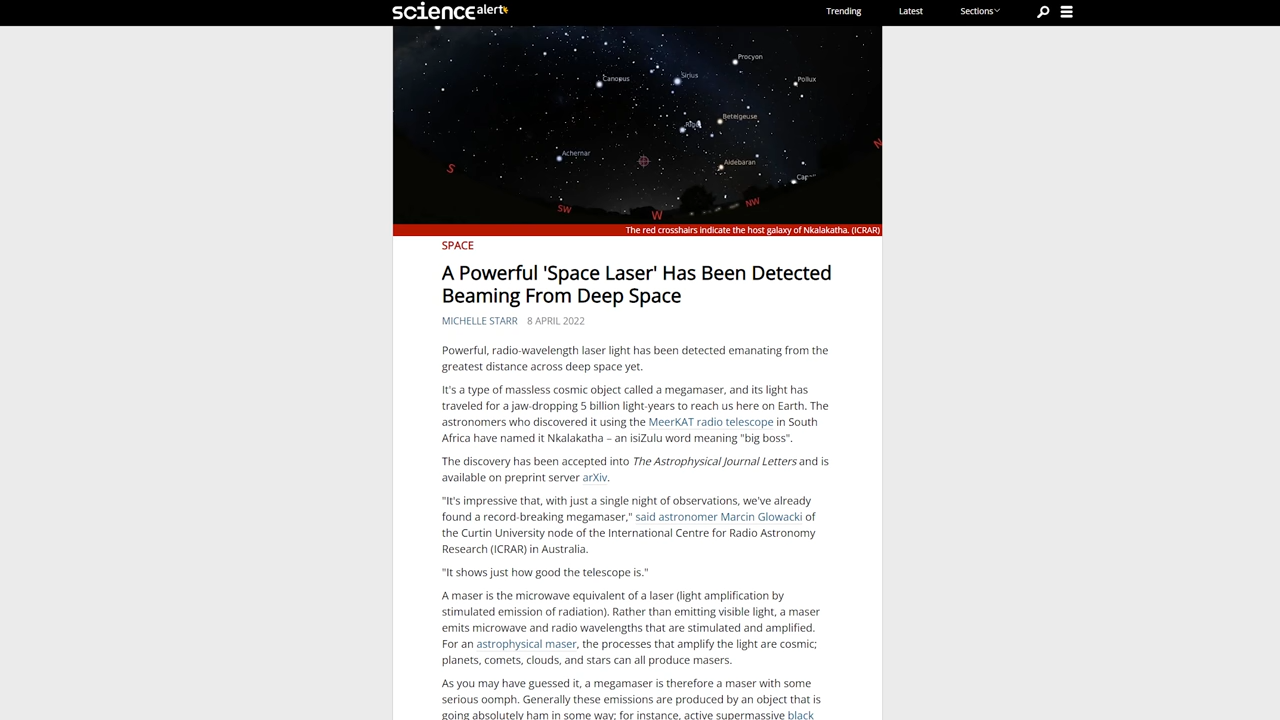 sciencealert
Trending
Latest
Sections
Procyon
Canopus
Sirius
Pollux
Betelgeuse
Achernar
Aldebaran
S
SW
W
NW
N
The red crosshairs indicate the host galaxy of Nkalakatha. (ICRAR)
SPACE
A Powerful 'Space Laser' Has Been Detected
Beaming From Deep Space
MICHELLE STARR 8 APRIL 2022
Powerful, radio-wavelength laser light has been detected emanating from the
greatest distance across deep space yet.
It's a type of massless cosmic object called a megamaser, and its light has
traveled for a jaw-dropping 5 billion light-years to reach us here on Earth. The
astronomers who discovered it using the MeerKAT radio telescope in South
Africa have named it Nkalakatha – an isiZulu word meaning "big boss".
The discovery has been accepted into The Astrophysical Journal Letters and is
available on preprint server arXiv.
"It's impressive that, with just a single night of observations, we've already
found a record-breaking megamaser," said astronomer Marcin Glowacki of
the Curtin University node of the International Centre for Radio Astronomy
Research (ICRAR) in Australia.
"It shows just how good the telescope is."
A maser is the microwave equivalent of a laser (light amplification by
stimulated emission of radiation). Rather than emitting visible light, a maser
emits microwave and radio wavelengths that are stimulated and amplified.
For an astrophysical maser, the processes that amplify the light are cosmic;
planets, comets, clouds, and stars can all produce masers.
As you may have guessed it, a megamaser is therefore a maser with some
serious oomph. Generally these emissions are produced by an object that is
going absolutely ham in some way; for instance, active supermassive black